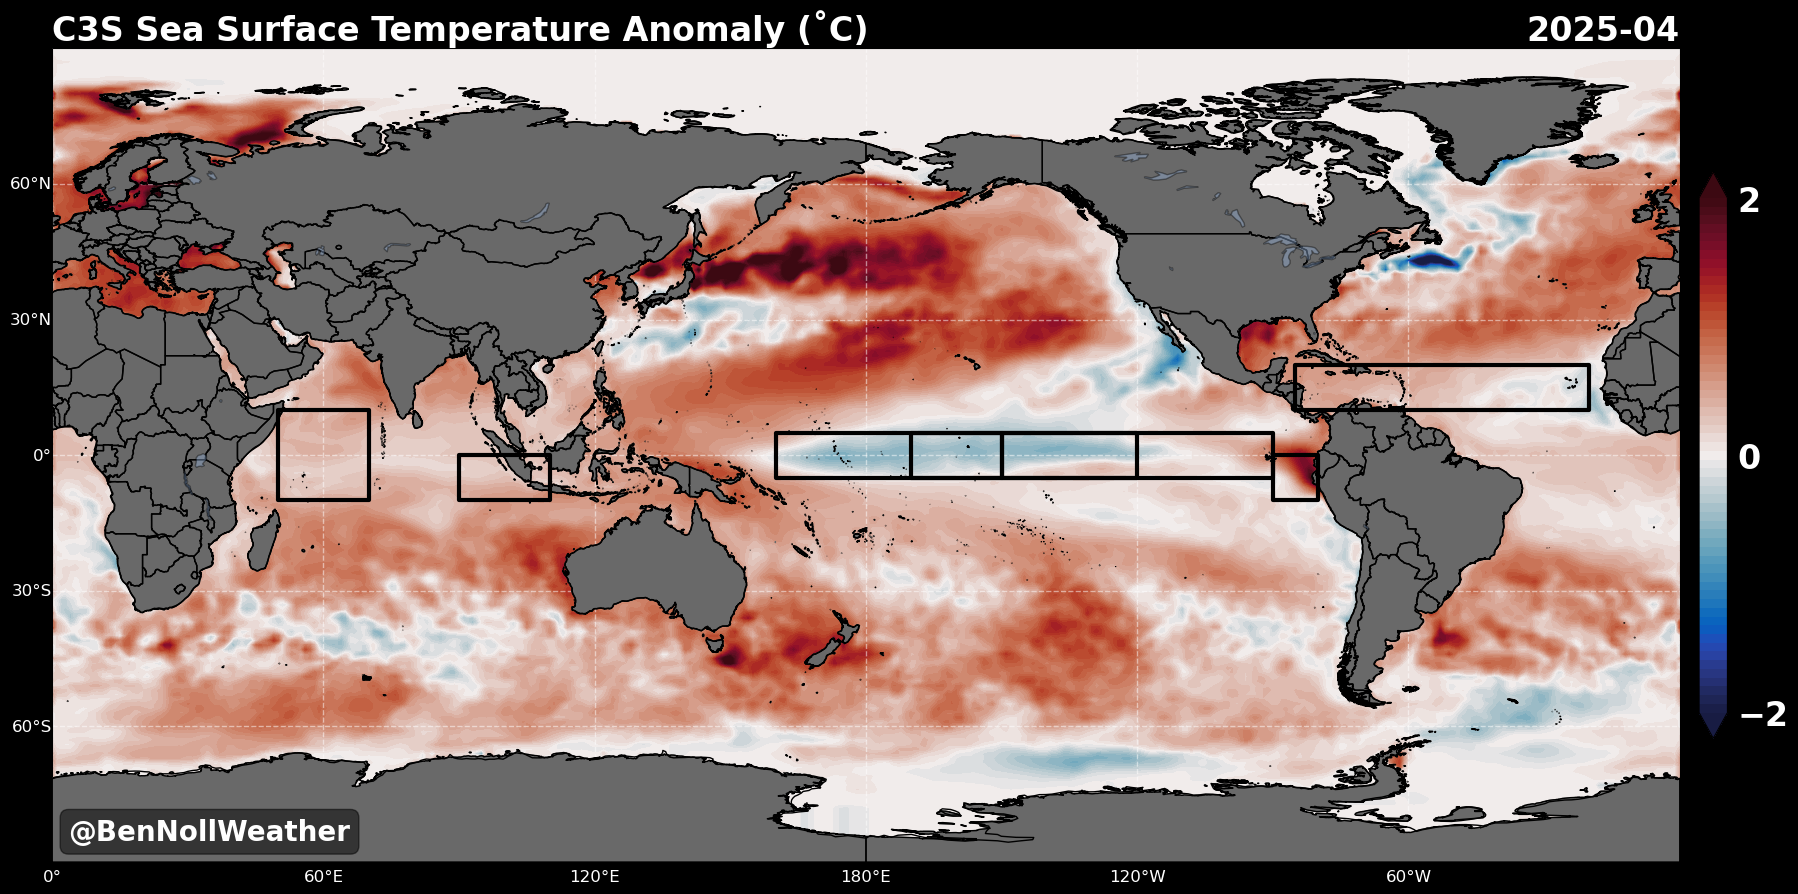 C3S Sea Surface Temperature Anomaly (˚C)
2025-04
60°N
30°N
0°
30°S
60°S
0°
60°E
120°E
180°E
120°W
60°W
2
0
−2
@BenNollWeather